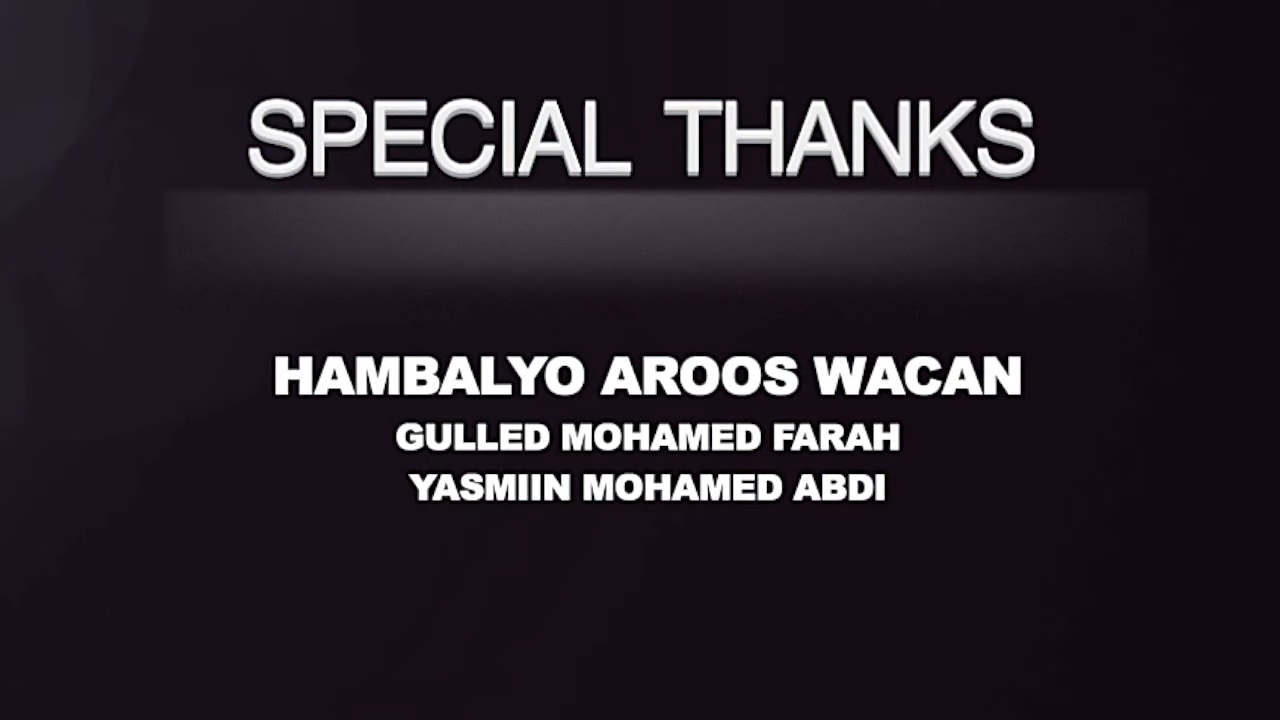 SPECIAL THANKS
HAMBALYO AROOS WACAN
GULLED MOHAMED FARAH
YASMIIN MOHAMED ABDI